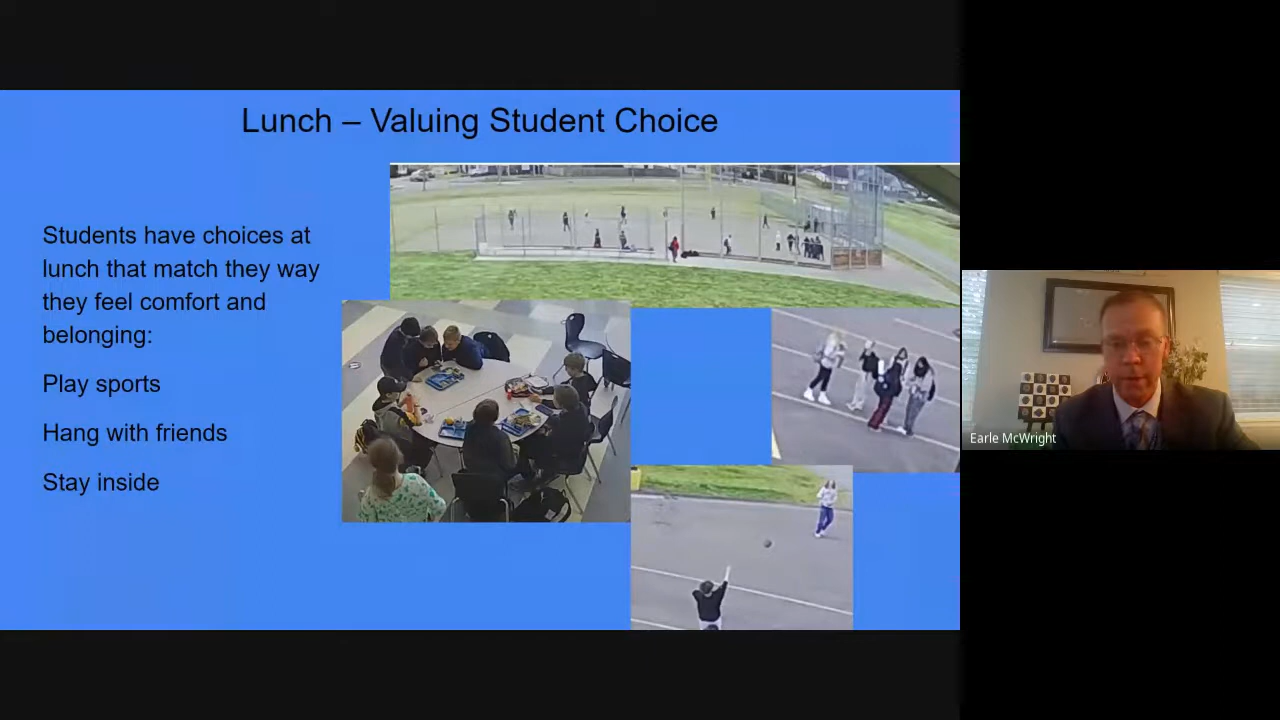 Lunch – Valuing Student Choice
Students have choices at
lunch that match they way
they feel comfort and
belonging:
Play sports
Hang with friends
Stay inside
Earle McWright